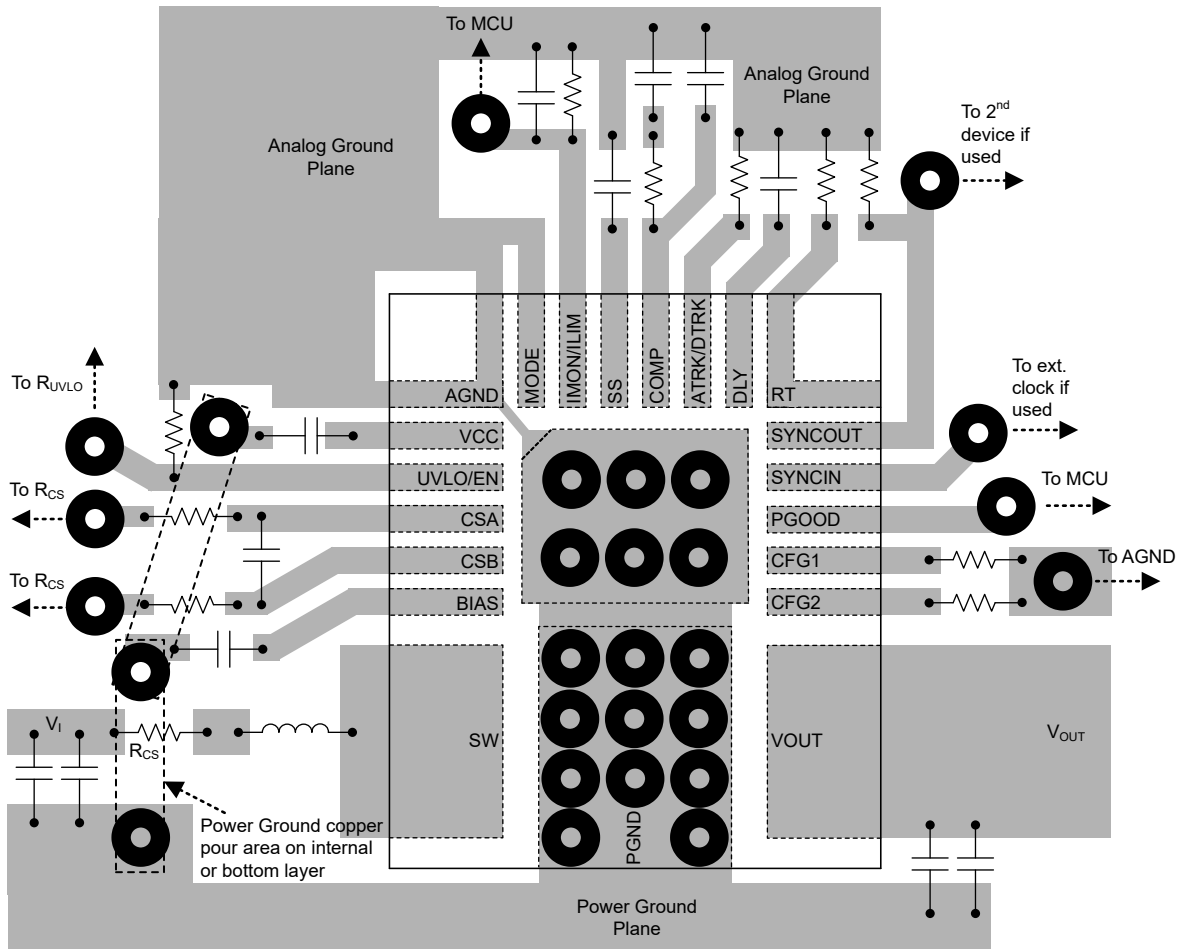 To MCU
Analog Ground
Plane
Analog Ground
Plane
To 2nd
device if
used
MODE
IMON/ILIM
SS
COMP
ATRK/DTRK
DLY
To RUVLO
AGND
RT
To ext.
clock if
used
VCC
SYNCOUT
UVLO/EN
SYNCIN
To RCS
CSA
PGOOD
To MCU
CSB
CFG1
To AGND
To RCS
BIAS
CFG2
VI
RCS
SW
VOUT
VOUT
Power Ground copper
pour area on internal
or bottom layer
PGND
Power Ground
Plane